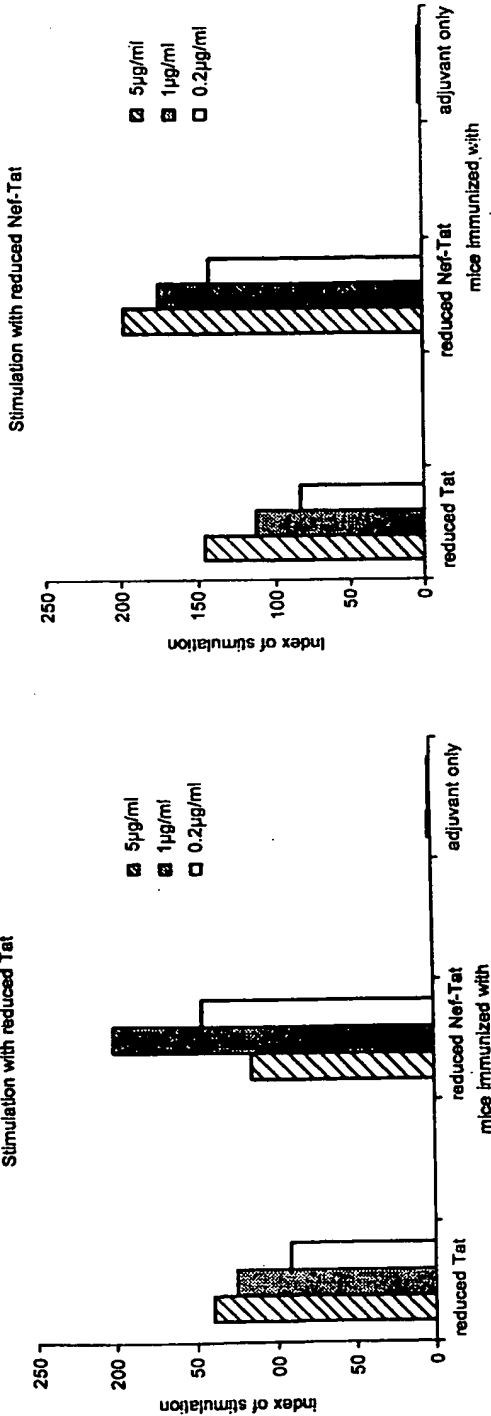 Stimulation with reduced Tat
index of stimulation
250
200
50
00
50
0
5µg/ml
1µg/ml
0.2µg/ml
reduced Tat
reduced Nef-Tat
adjuvant only
mice immunized with
Stimulation with reduced Nef-Tat
Index of stimulation
250
200
150
100
50
0
5µg/ml
1µg/ml
0.2µg/ml
reduced Tat
reduced Nef-Tat
adjuvant only
mice immunized with